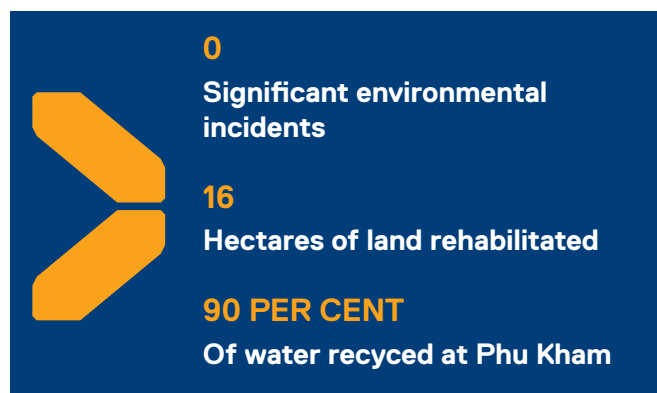 0
Significant environmental
incidents
16
Hectares of land rehabilitated
90 PER CENT
Of water recyced at Phu Kham